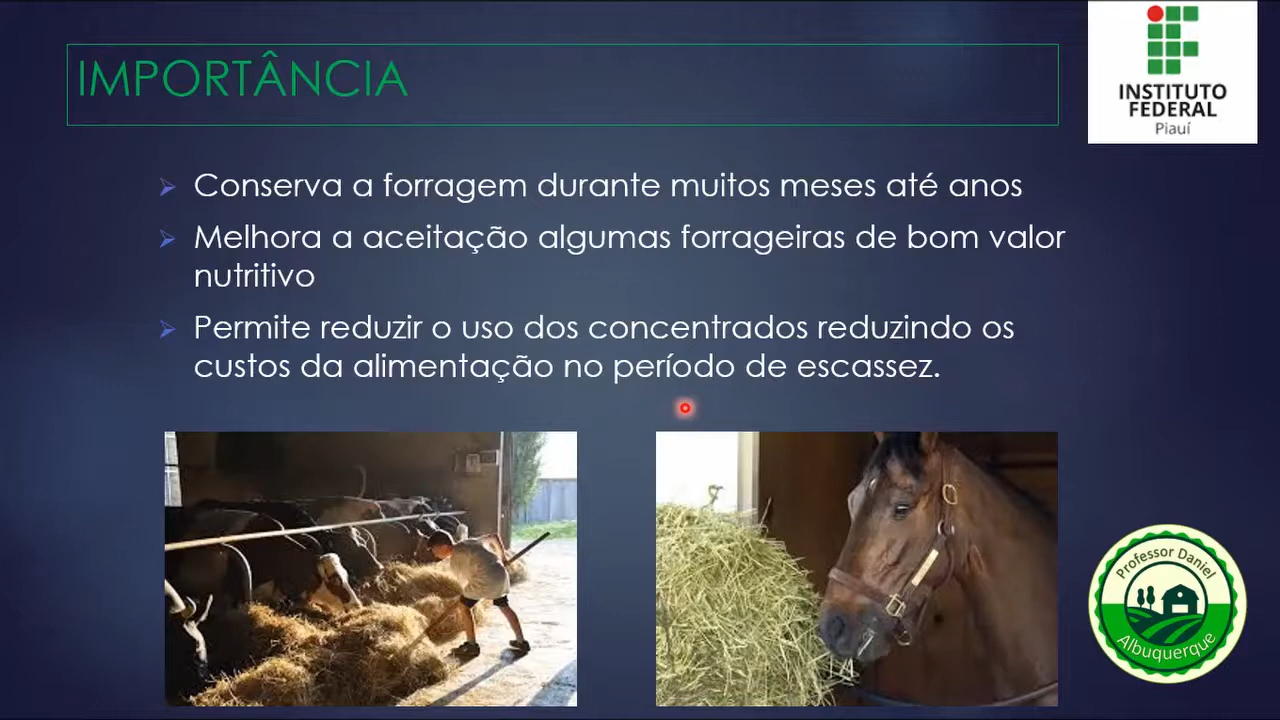 IMPORTÂNCIA
INSTITUTO
FEDERAL
Piauí
Conserva a forragem durante muitos meses até anos
Melhora a aceitação algumas forrageiras de bom valor
nutritivo
Permite reduzir o uso dos concentrados reduzindo os
custos da alimentação no período de escassez.
Professor Daniel
Albuquerque